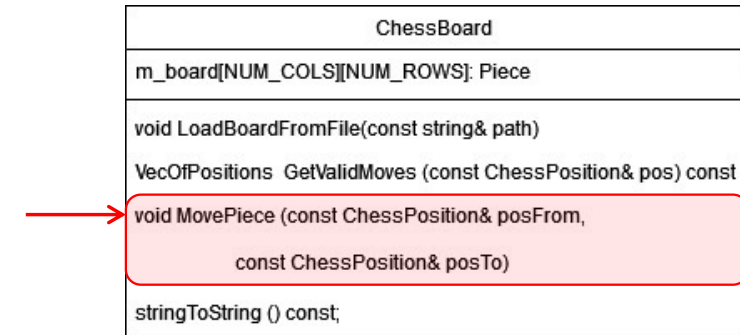 ChessBoard
m_board[NUM_COLS][NUM_ROWS]: Piece
void LoadBoardFromFile(const string& path)
VecOfPositions  GetValidMoves (const ChessPosition& pos) const
void MovePiece (const ChessPosition& posFrom,
const ChessPosition& posTo)
stringToString () const;